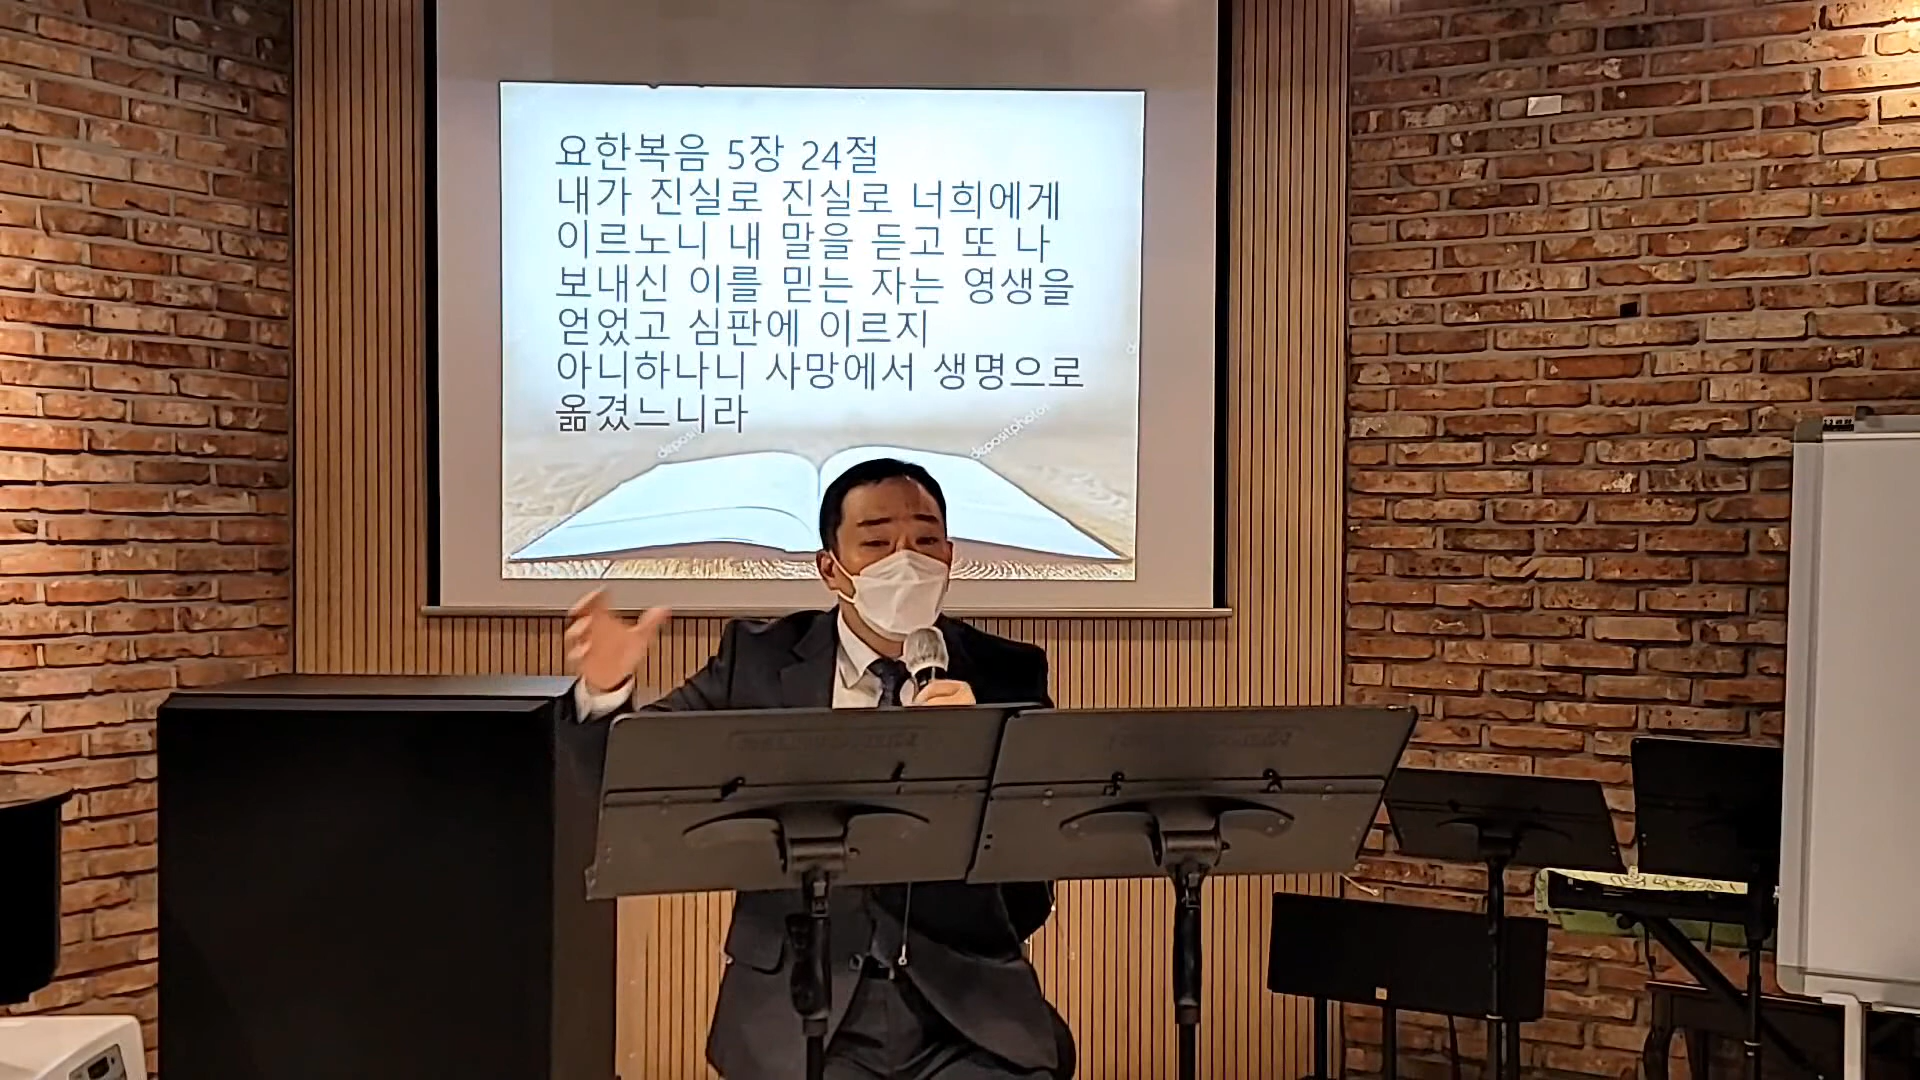 요한복음 5장 24절
내가 진실로 진실로 너희에게
이르노니 내 말을 듣고 또 나
보내신 이를 믿는 자는 영생을
얻었고 심판에 이르지
아니하나니 사망에서 생명으로
옮겼느니라
depositphotos